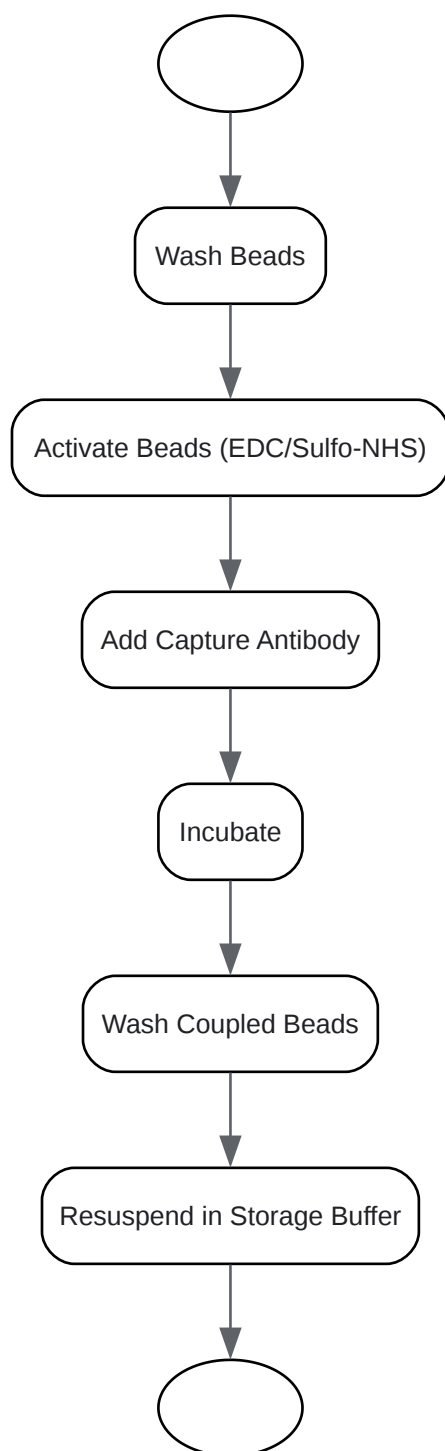 Wash Beads
Activate Beads (EDC/Sulfo-NHS)
Add Capture Antibody
Incubate
Wash Coupled Beads
Resuspend in Storage Buffer